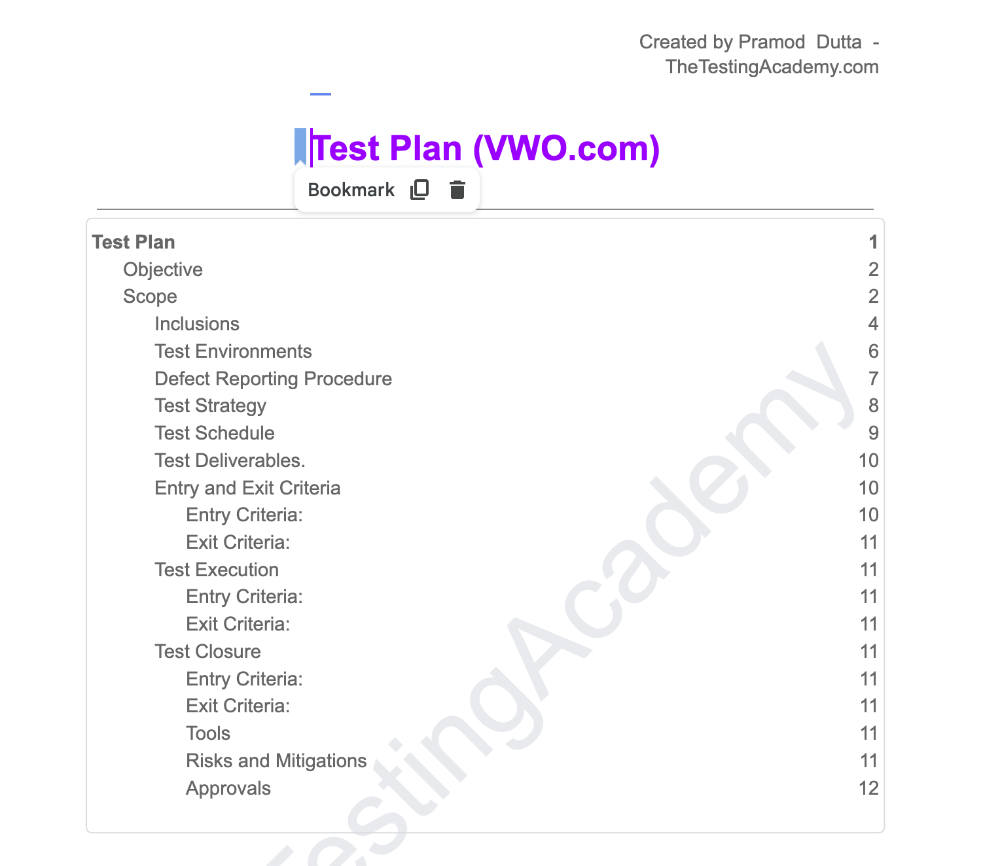 Created by Pramod  Dutta  -
TheTestingAcademy.com
Test Plan (VWO.com)
Bookmark
Test Plan 1
Objective 2
Scope 2
Inclusions 4
Test Environments 6
Defect Reporting Procedure 7
Test Strategy 8
Test Schedule 9
Test Deliverables. 10
Entry and Exit Criteria 10
Entry Criteria: 10
Exit Criteria: 11
Test Execution 11
Entry Criteria: 11
Exit Criteria: 11
Test Closure 11
Entry Criteria: 11
Exit Criteria: 11
Tools 11
Risks and Mitigations 11
Approvals 12
TestingAcademy